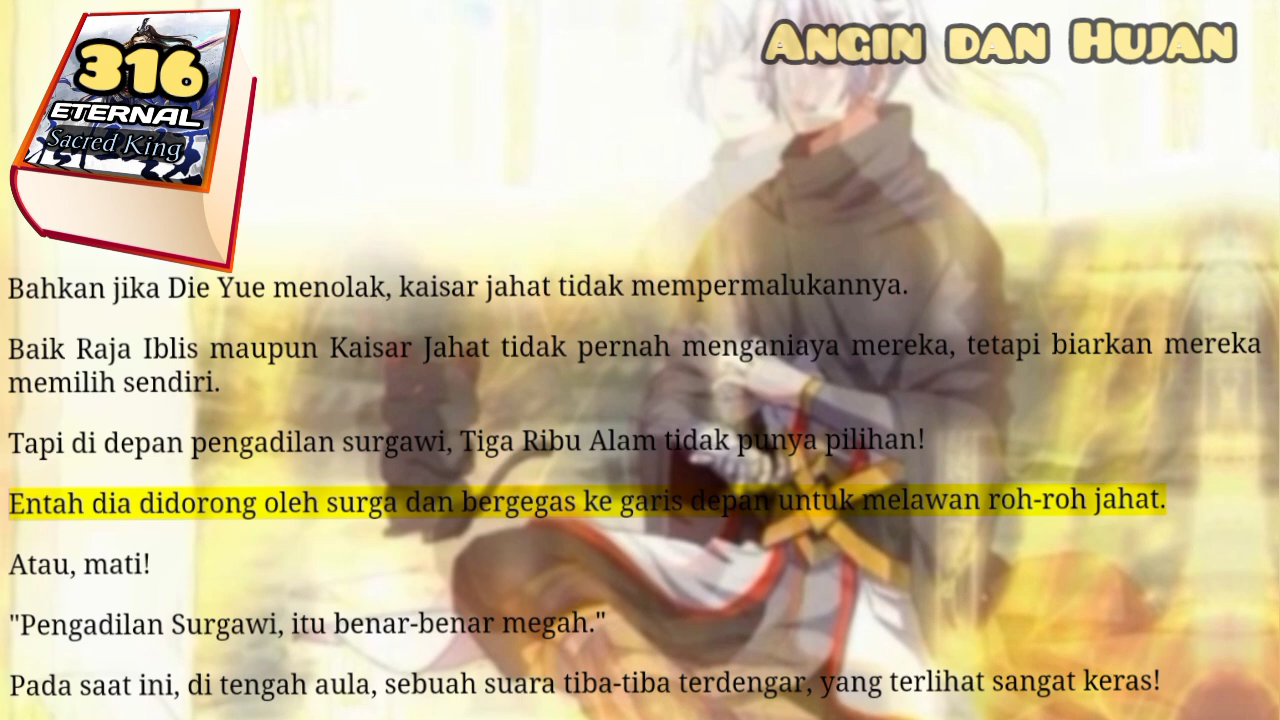 316
ETERNAL
Sacred King
Angin dan Hujan
Bahkan jika Die Yue menolak, kaisar jahat tidak mempermalukannya.
Baik Raja Iblis maupun Kaisar Jahat tidak pernah menganiaya mereka, tetapi biarkan mereka
memilih sendiri.
Tapi di depan pengadilan surgawi, Tiga Ribu Alam tidak punya pilihan!
Entah dia didorong oleh surga dan bergegas ke garis depan untuk melawan roh-roh jahat.
Atau, mati!
"Pengadilan Surgawi, itu benar-benar megah."
Pada saat ini, di tengah aula, sebuah suara tiba-tiba terdengar, yang terlihat sangat keras!